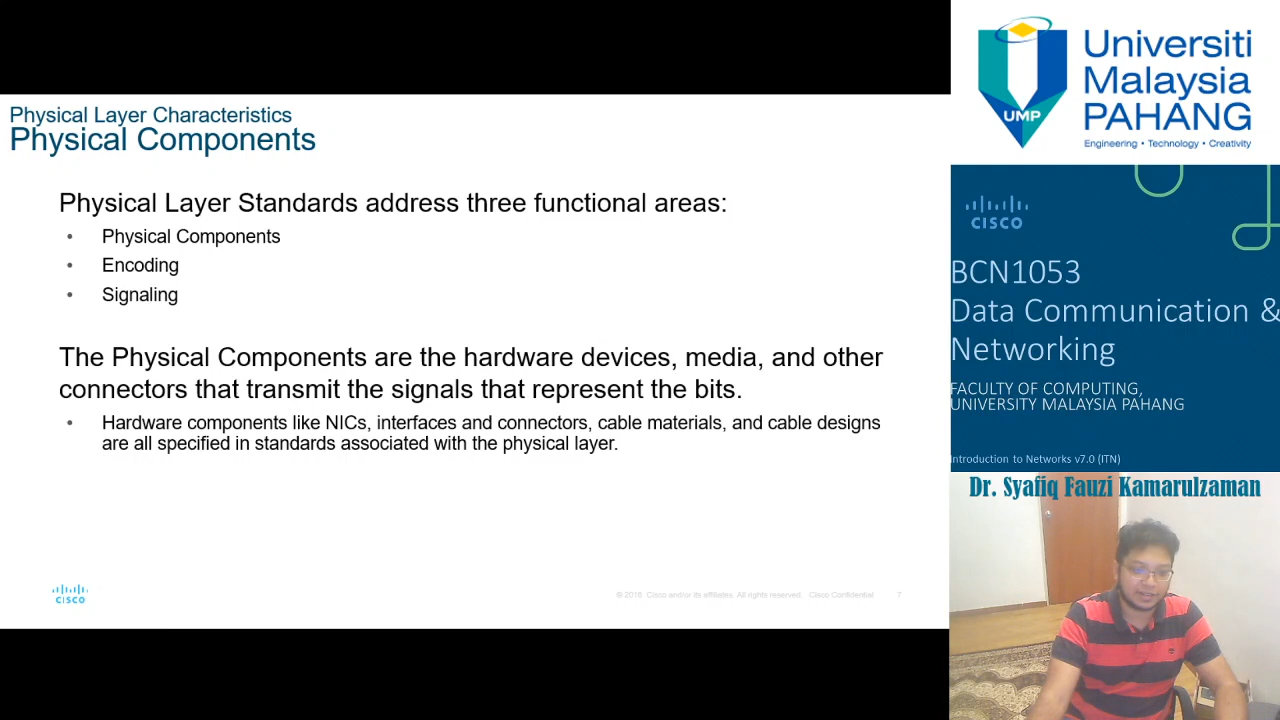 Physical Layer Characteristics
Physical Components
Physical Layer Standards address three functional areas:
• Physical Components
• Encoding
• Signaling
The Physical Components are the hardware devices, media, and other
connectors that transmit the signals that represent the bits.
• Hardware components like NICs, interfaces and connectors, cable materials, and cable designs
are all specified in standards associated with the physical layer.
CISCO
© 2016 Cisco and/or its affiliates. All rights reserved. Cisco Confidential
7
UMP
Universiti
Malaysia
PAHANG
Engineering • Technology • Creativity
CISCO
BCN1053
Data Communication &
Networking
FACULTY OF COMPUTING,
UNIVERSITY MALAYSIA PAHANG
Introduction to Networks v7.0 (ITN)
Dr. Syafiq Fauzi Kamarulzaman